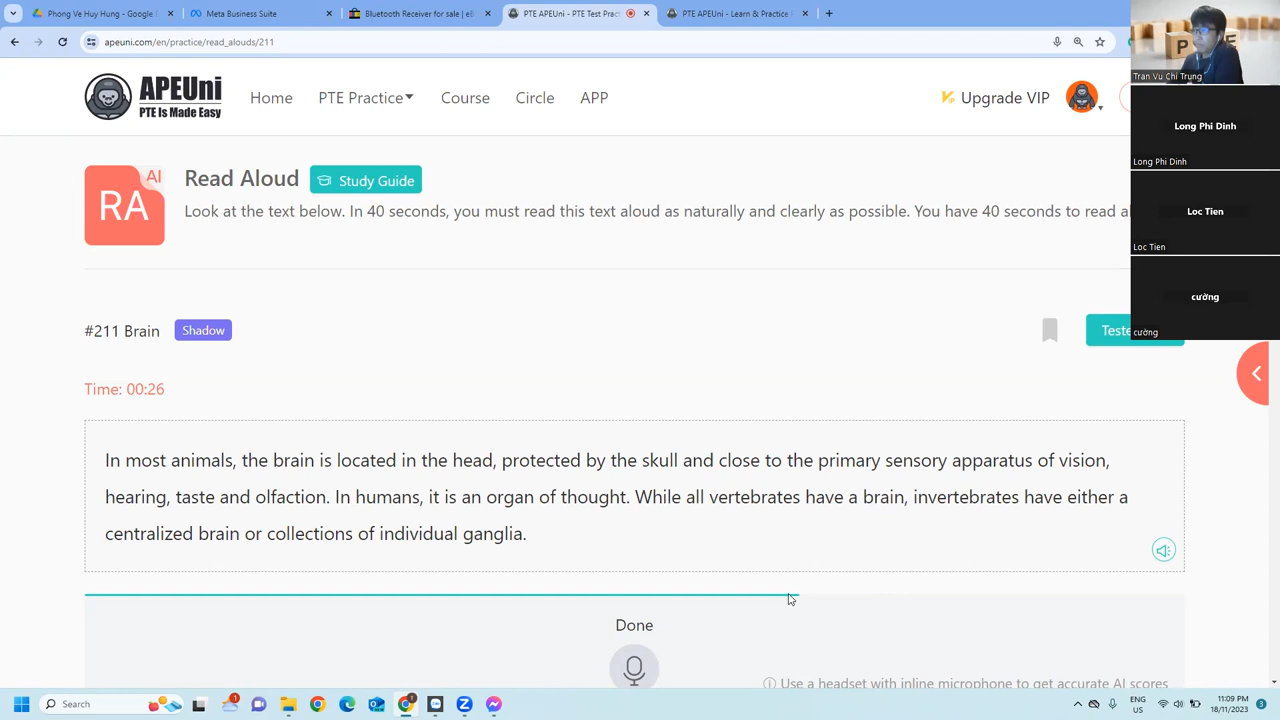 Phong Ve Huy Hung - Google D
Meta Business Suite
Bluetooth Receiver for sale | eB
PTE APEUni - PTE Test Pract
PTE APEUni - Learn & Practice P
apeuni.com/en/practice/read_alouds/211
APEUni
PTE Is Made Easy
Home
PTE Practice
Course
Circle
APP
Upgrade VIP
Tran Vu Chi Trung
Long Phi Dinh
Long Phi Dinh
Loc Tien
Loc Tien
cường
cường
AI
RA
Read Aloud
Study Guide
Look at the text below. In 40 seconds, you must read this text aloud as naturally and clearly as possible. You have 40 seconds to read al
#211 Brain
Shadow
Teste
Time: 00:26
In most animals, the brain is located in the head, protected by the skull and close to the primary sensory apparatus of vision,
hearing, taste and olfaction. In humans, it is an organ of thought. While all vertebrates have a brain, invertebrates have either a
centralized brain or collections of individual ganglia.
Done
Use a headset with inline microphone to get accurate AI scores
Search
1
ENG
US
11:09 PM
18/11/2023
3